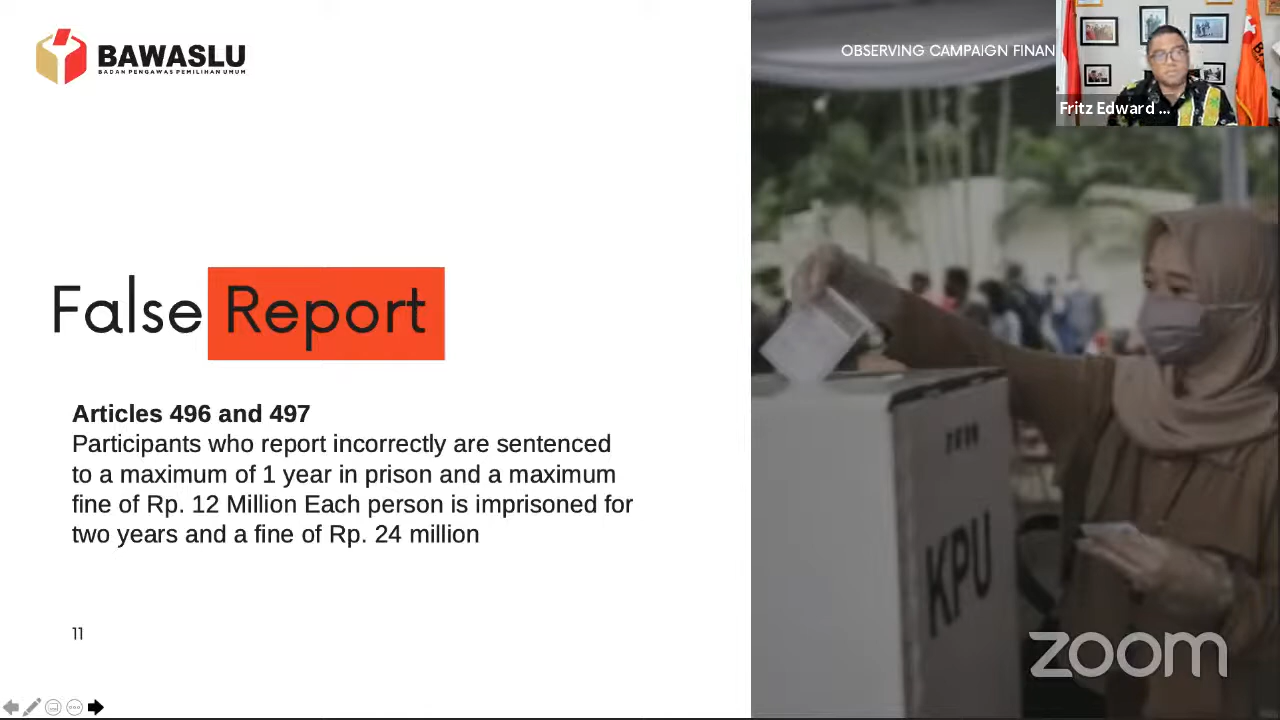 BAWASLU
BADAN PENGAWAS PEMILIHAN UMUM
OBSERVING CAMPAIGN FINAN
Fritz Edward ...
False Report
Articles 496 and 497
Participants who report incorrectly are sentenced
to a maximum of 1 year in prison and a maximum
fine of Rp. 12 Million Each person is imprisoned for
two years and a fine of Rp. 24 million
KPU
11
zoom